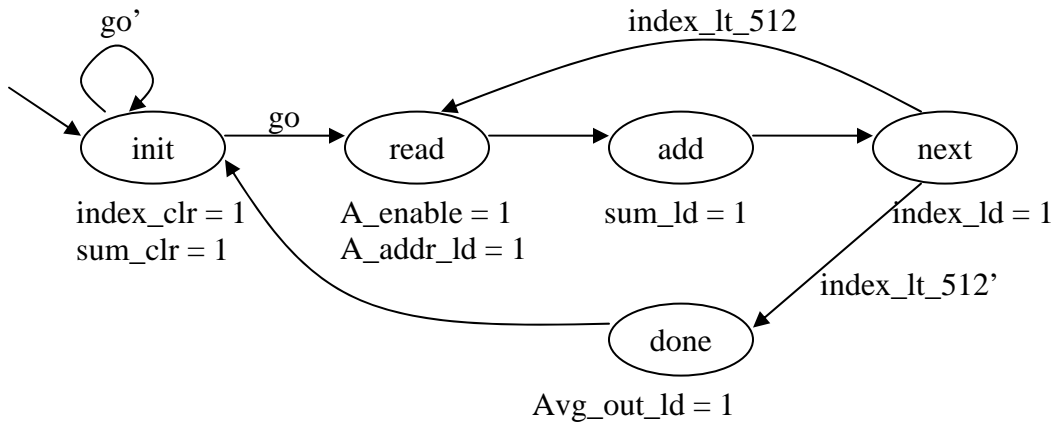 go’
index_lt_512
go
init
read
add
next
index_clr = 1
sum_clr = 1
A_enable = 1
A_addr_ld = 1
sum_ld = 1
index_ld = 1
index_lt_512’
done
Avg_out_ld = 1